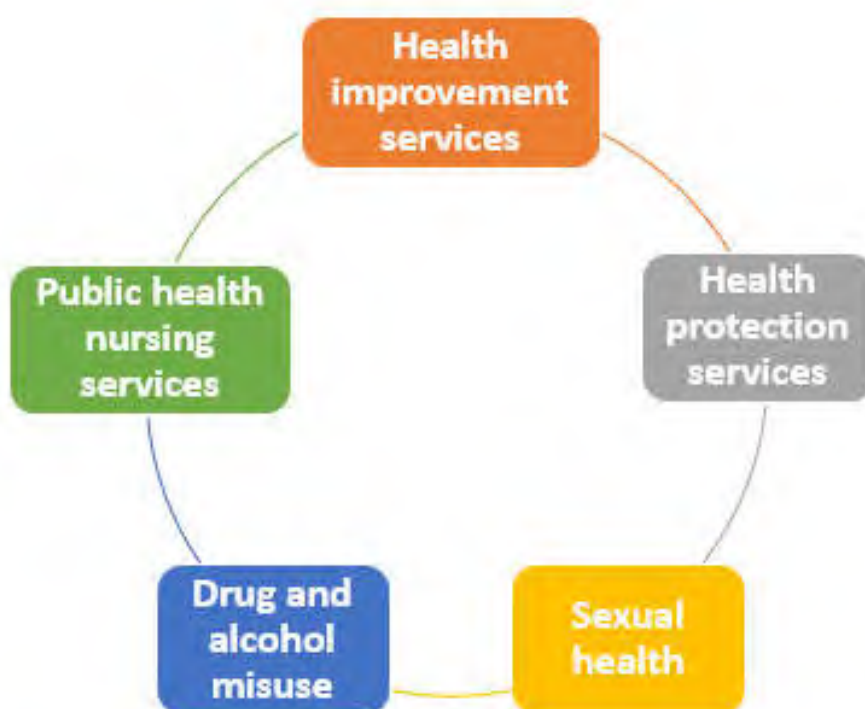 Health
improvement
services
Health
protection
services
Sexual
health
Drug and
alcohol
misuse
Public health
nursing
services